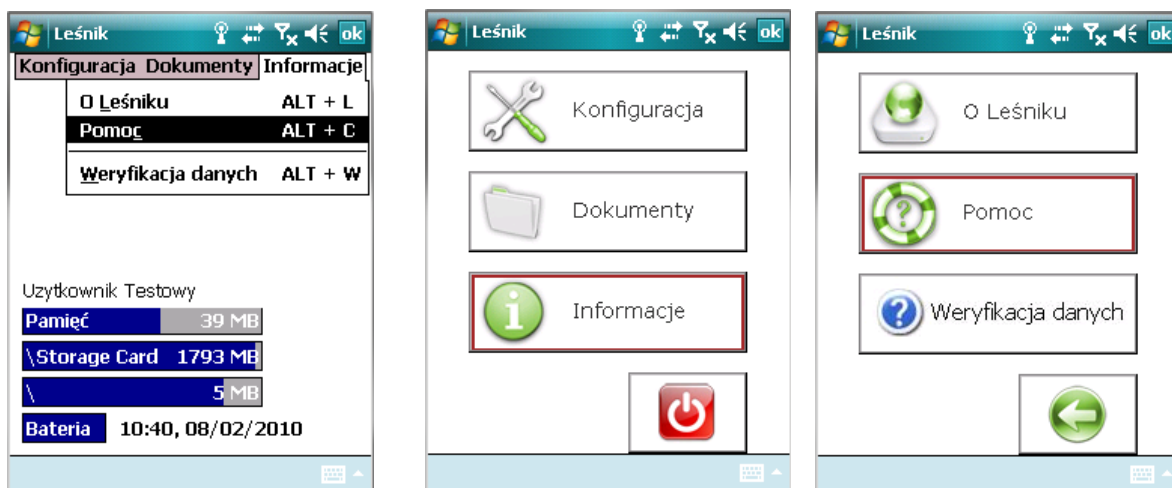 Leśnik
ok
Konfiguracja Dokumenty Informacje
O Leśniku ALT + L
Pomoc ALT + C
Weryfikacja danych ALT + W
Uzytkownik Testowy
Pamięć 39 MB
\Storage Card 1793 MB
\ 5 MB
Bateria 10:40, 08/02/2010
Leśnik
ok
Konfiguracja
Dokumenty
Informacje
Leśnik
ok
O Leśniku
Pomoc
Weryfikacja danych